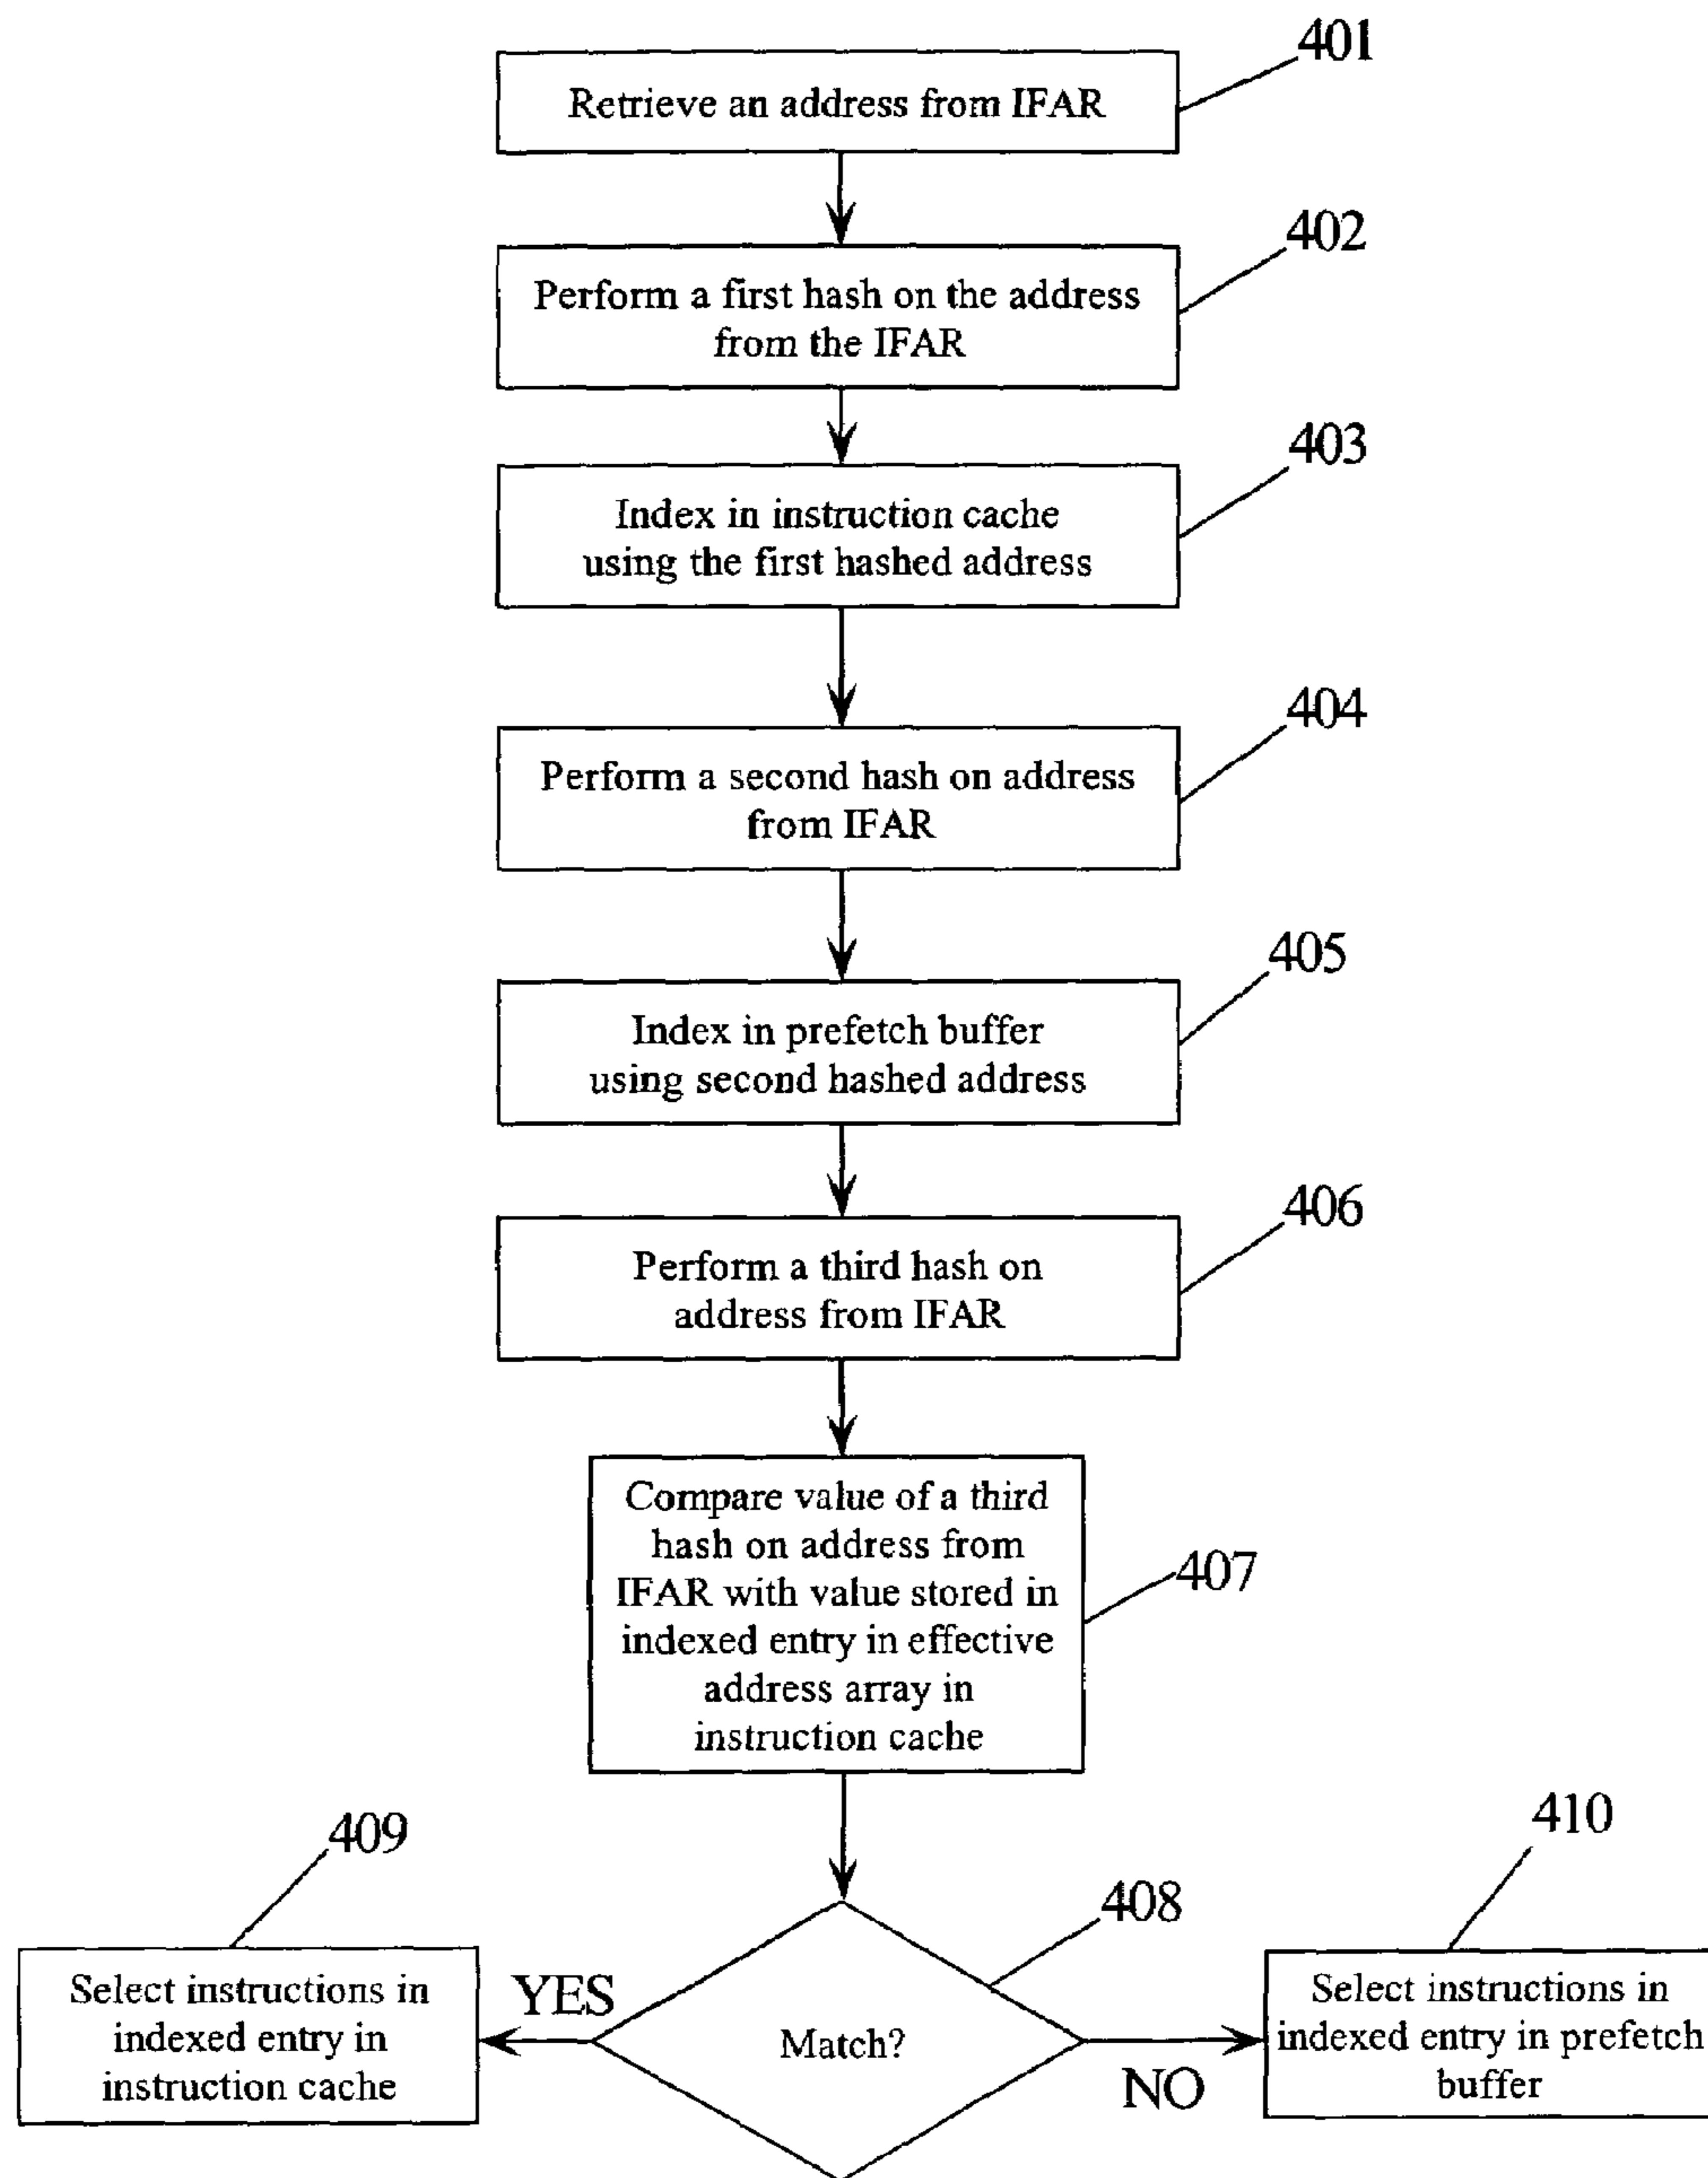 401
Retrieve an address from IFAR
402
Perform a first hash on the address
from the IFAR
403
Index in instruction cache
using the first hashed address
404
Perform a second hash on address
from IFAR
405
Index in prefetch buffer
using second hashed address
406
Perform a third hash on
address from IFAR
407
Compare value of a third
hash on address from
IFAR with value stored in
indexed entry in effective
address array in
instruction cache
408
Match?
YES
NO
409
Select instructions in
indexed entry in
instruction cache
410
Select instructions in
indexed entry in prefetch
buffer